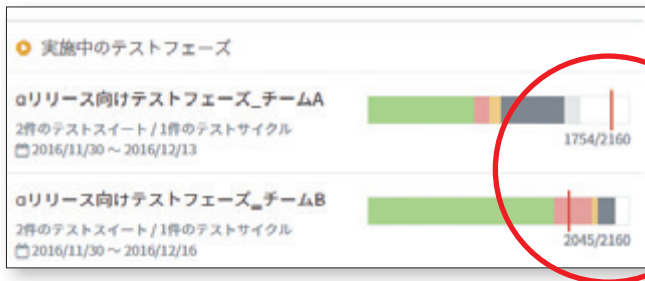 実施中のテストフェーズ
αリリース向けテストフェーズ_チームA
2件のテストスイート / 1件のテストサイクル
2016/11/30 ～ 2016/12/13
1754/2160
αリリース向けテストフェーズ_チームB
2件のテストスイート / 1件のテストサイクル
2016/11/30 ～ 2016/12/16
2045/2160